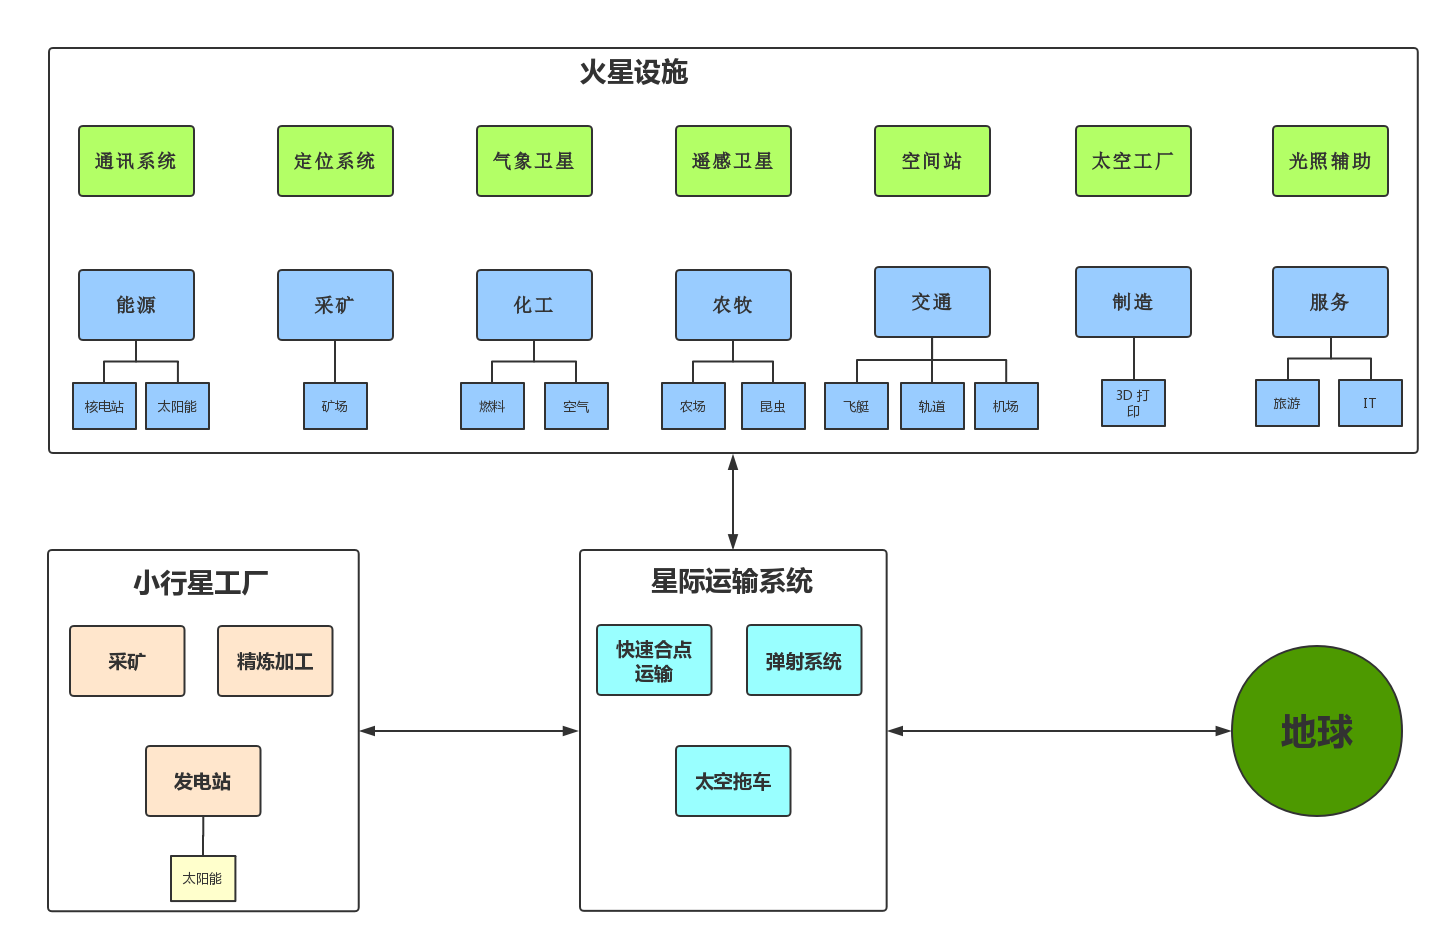 火星设施
通讯系统
定位系统
气象卫星
遥感卫星
空间站
太空工厂
光照辅助
能源
采矿
化工
农牧
交通
制造
服务
核电站
太阳能
矿场
燃料
空气
农场
昆虫
飞艇
轨道
机场
3D 打
印
旅游
IT
小行星工厂
采矿
精炼加工
发电站
太阳能
星际运输系统
快速合点
运输
弹射系统
太空拖车
地球